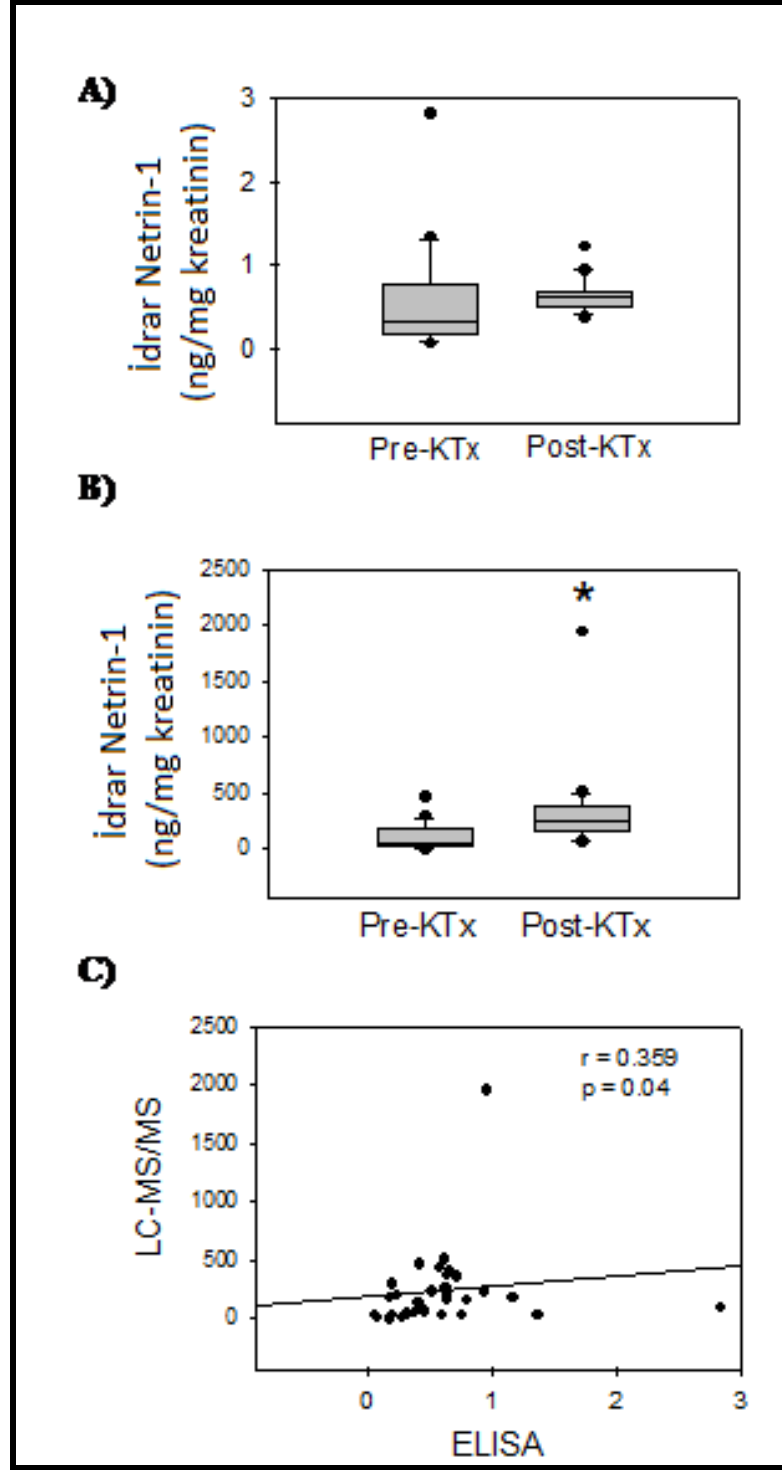 A)
İdrar Netrin-1
(ng/mg kreatinin)
3
2
1
0
Pre-KTx Post-KTx
B)
İdrar Netrin-1
(ng/mg kreatinin)
2500
2000
1500
1000
500
0
*
Pre-KTx Post-KTx
C)
LC-MS/MS
2500
2000
1500
1000
500
0
r = 0.359
p = 0.04
0 1 2 3
ELISA